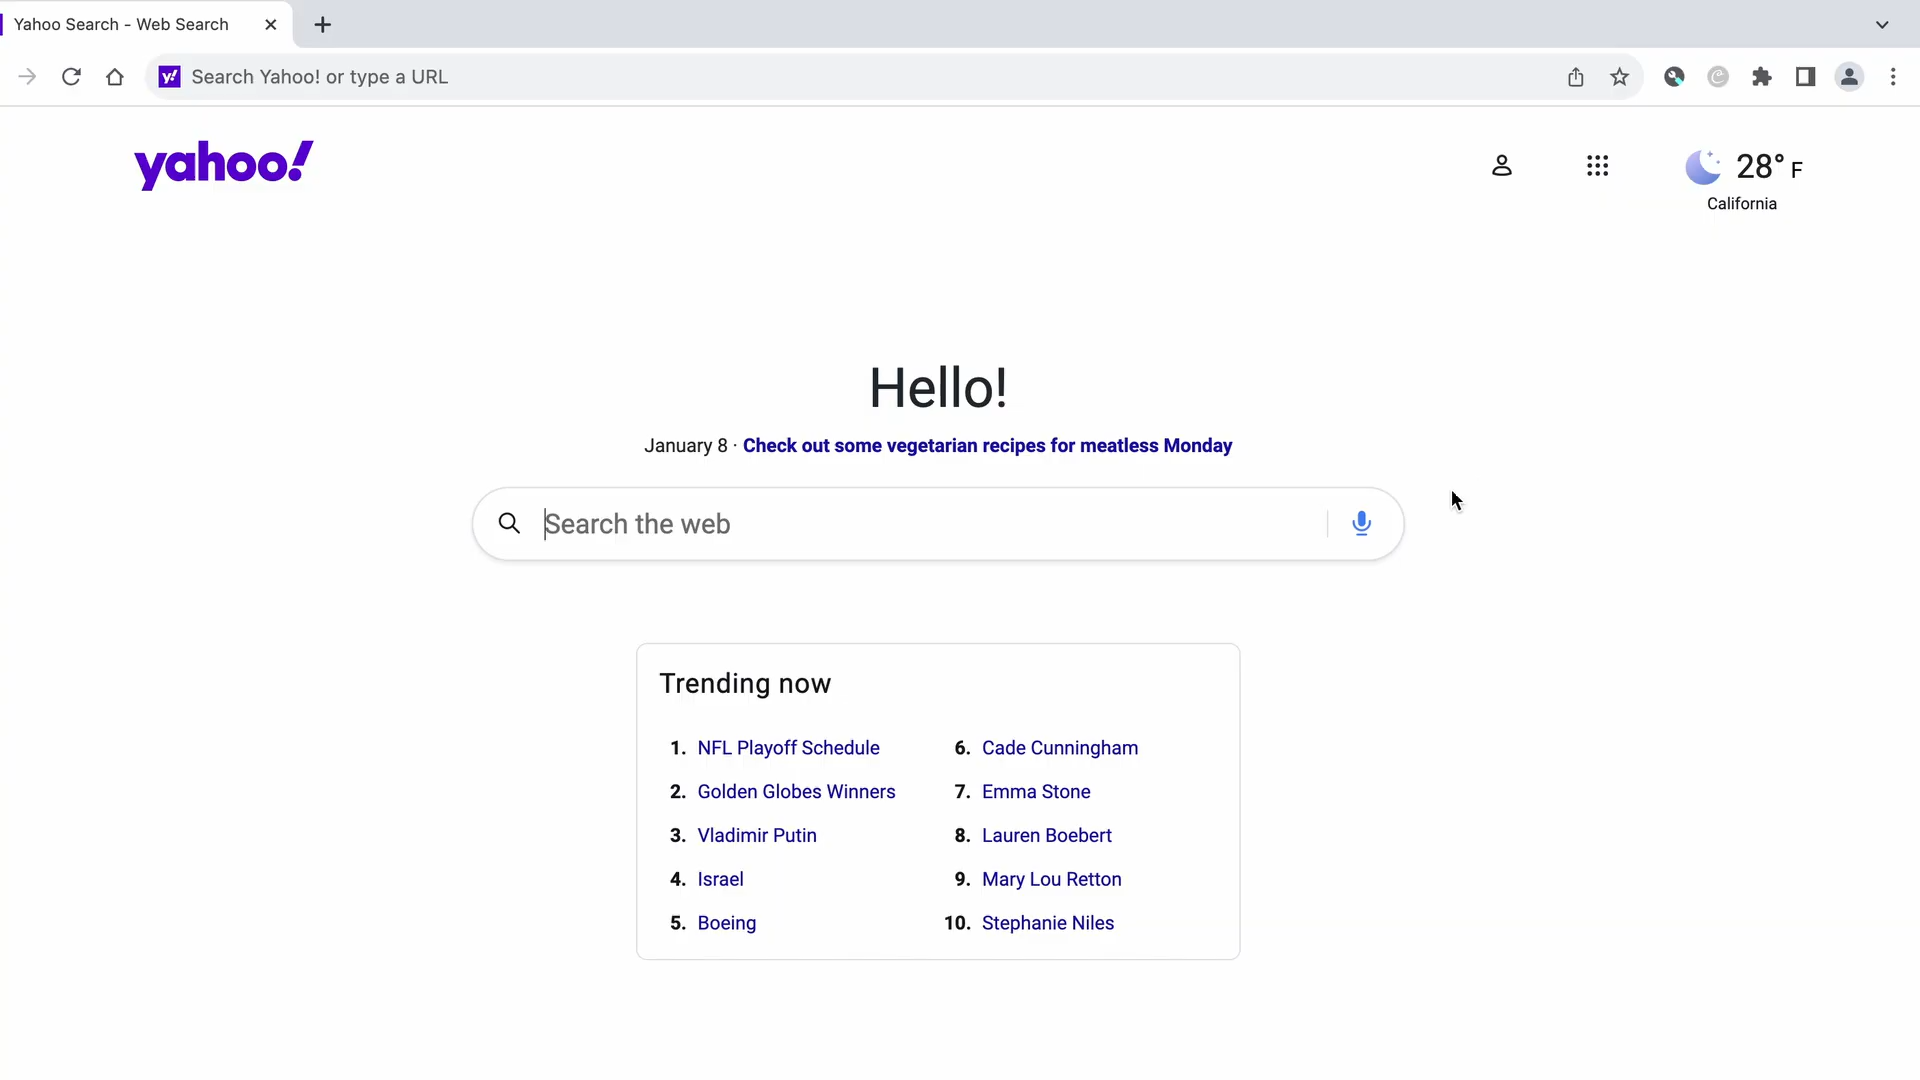 Yahoo Search - Web Search
y!
Search Yahoo! or type a URL
yahoo!
28° F
California
Hello!
January 8 · Check out some vegetarian recipes for meatless Monday
Search the web
Trending now
1. NFL Playoff Schedule
2. Golden Globes Winners
3. Vladimir Putin
4. Israel
5. Boeing
6. Cade Cunningham
7. Emma Stone
8. Lauren Boebert
9. Mary Lou Retton
10. Stephanie Niles